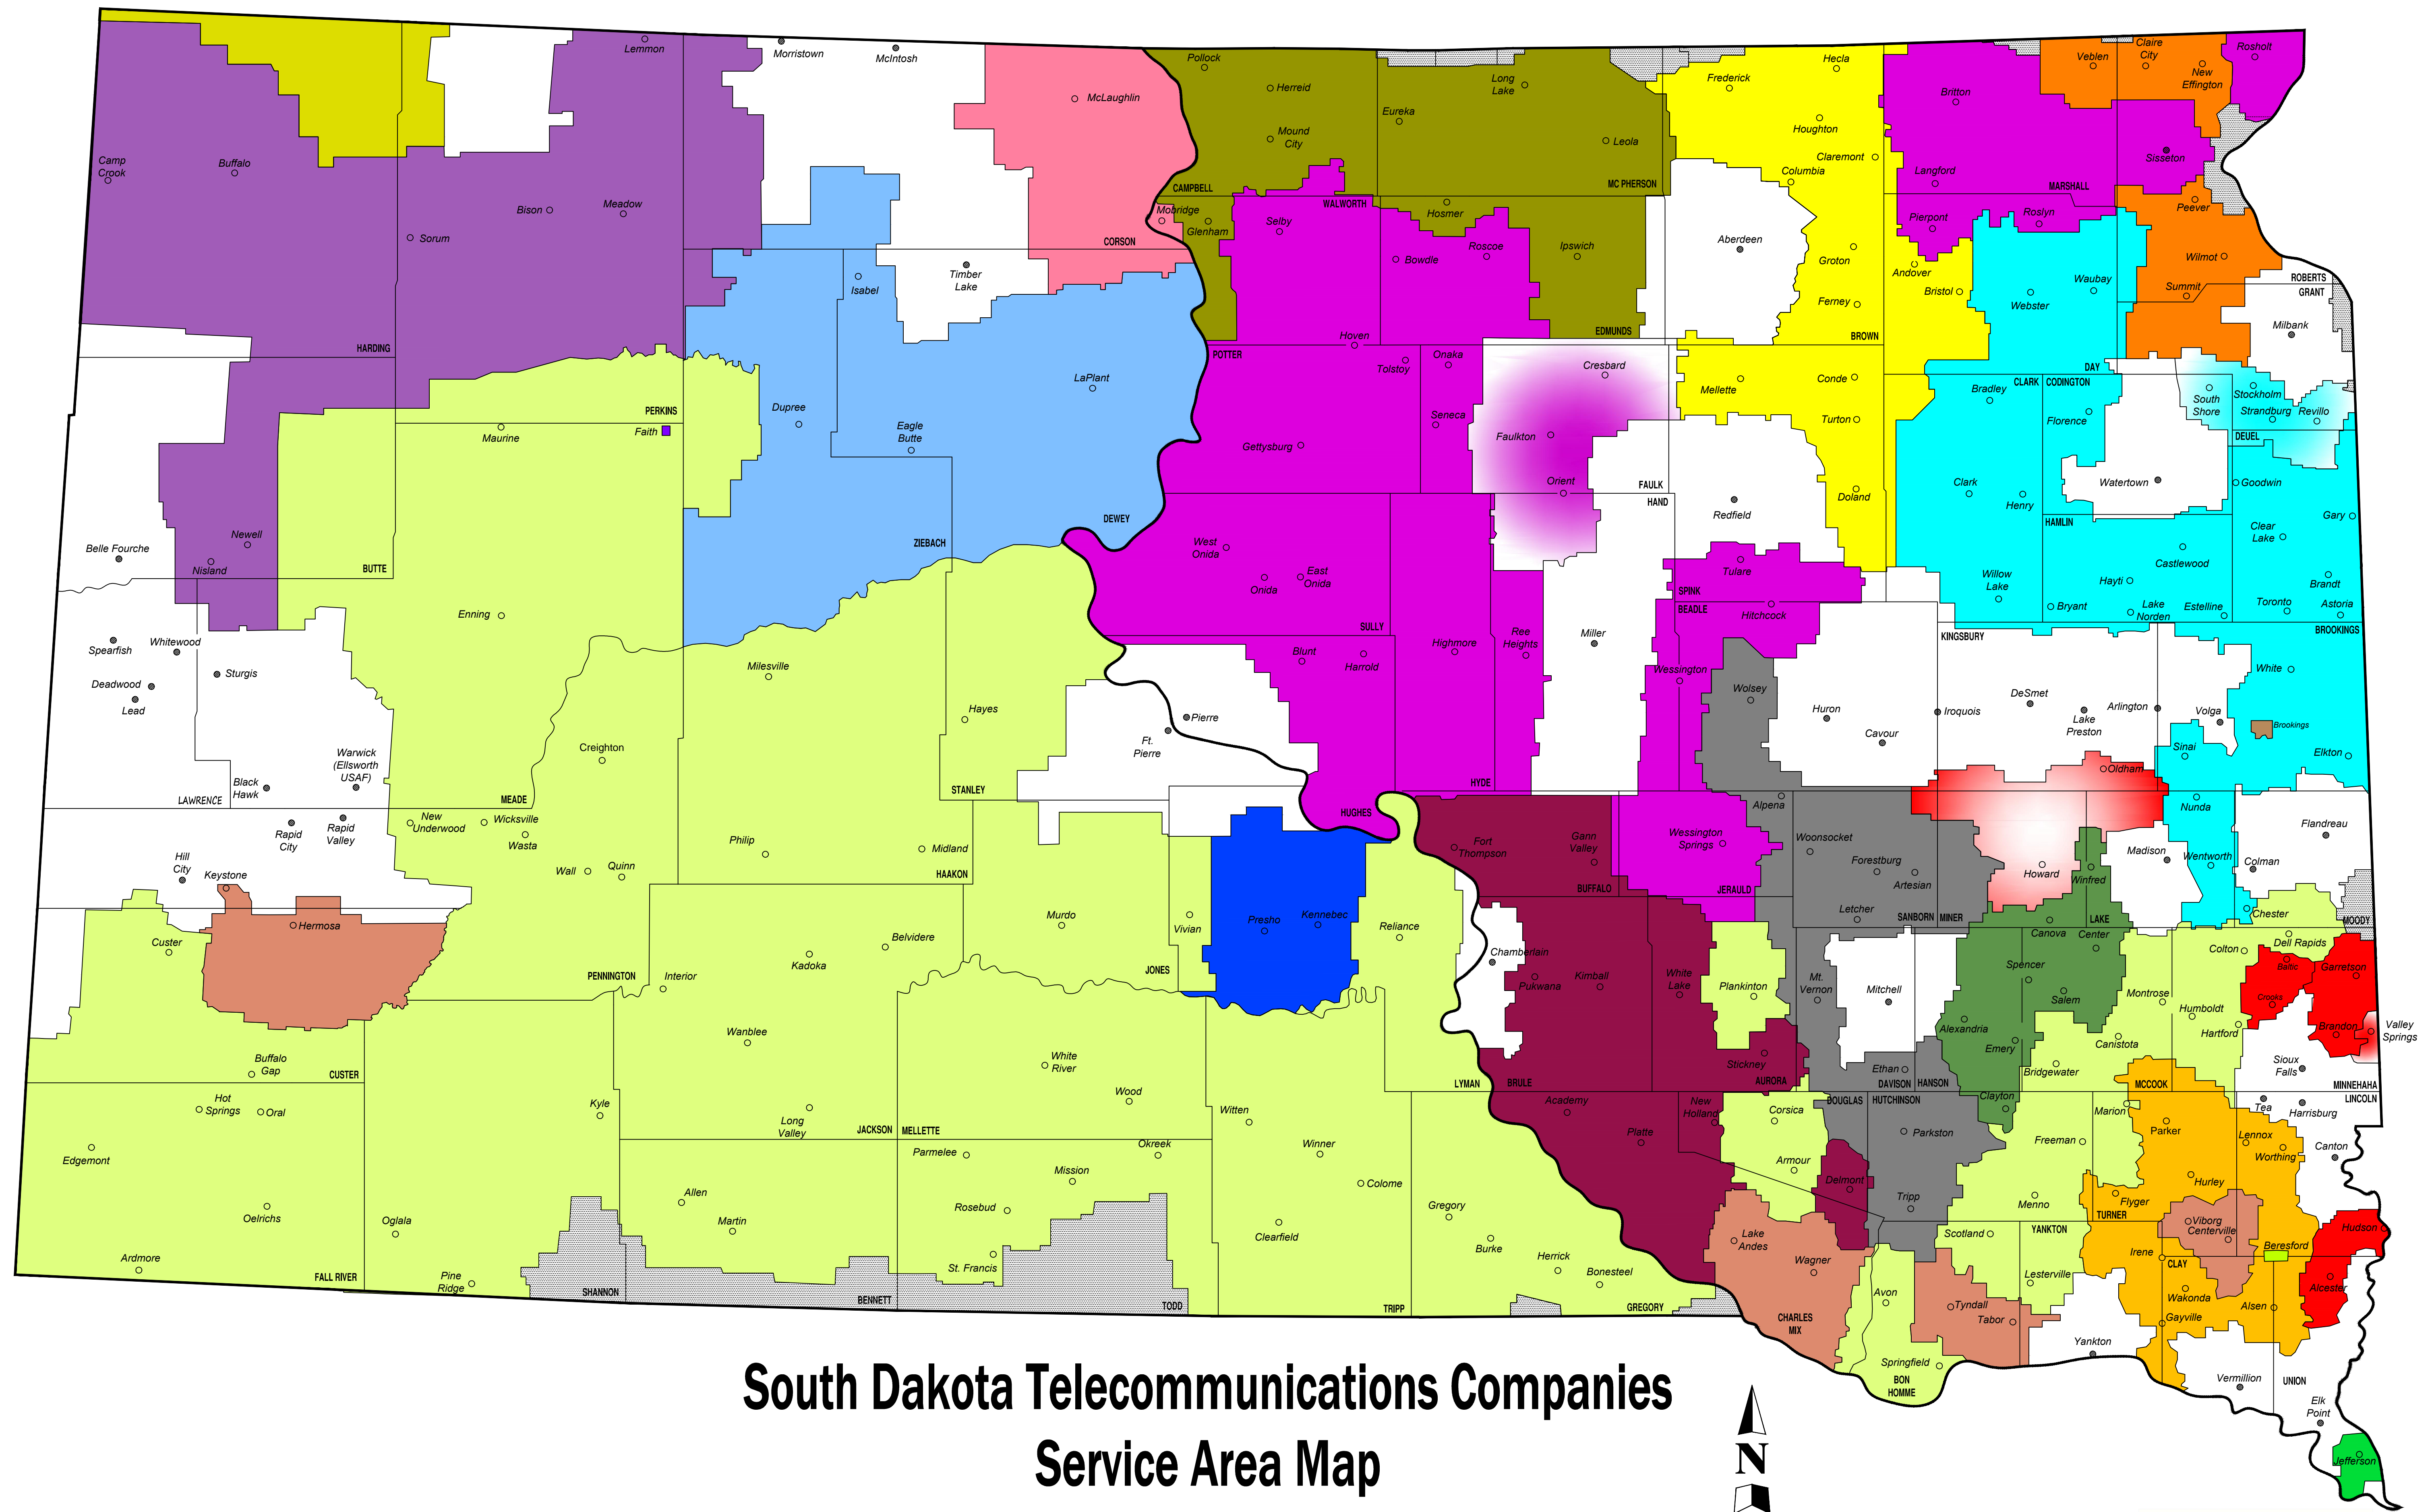 Lemmon
Morristown
McIntosh
McLaughlin
Pollock
Herreid
Mound
City
Eureka
Long
Lake
Leola
Frederick
Hecla
Houghton
Claremont
Columbia
Britton
Langford
Veblen
Claire
City
New
Effington
Rosholt
Sisseton
Camp
Crook
Buffalo
Bison
Meadow
Sorum
CORSON
CAMPBELL
Mobridge
Glenham
WALWORTH
Selby
MC PHERSON
Hosmer
Bowdle
Roscoe
Ipswich
Aberdeen
Groton
Ferney
MARSHALL
Pierpont
Roslyn
Andover
Bristol
Webster
Waubay
Peever
Wilmot
Summit
ROBERTS
GRANT
Milbank
Isabel
Timber
Lake
HARDING
EDMUNDS
BROWN
Hoven
POTTER
Tolstoy
Onaka
Cresbard
Mellette
Conde
Turton
DAY
CLARK
CODINGTON
Bradley
Florence
South
Shore
Stockholm
Strandburg
Revillo
DEUEL
LaPlant
Dupree
Eagle
Butte
PERKINS
Maurine
Faith
Gettysburg
Seneca
Faulkton
Orient
FAULK
HAND
Redfield
Doland
Clark
Henry
Watertown
Goodwin
HAMLIN
Clear
Lake
Gary
DEWEY
ZIEBACH
Newell
Nisland
Belle Fourche
BUTTE
West
Onida
Onida
East
Onida
Tulare
SPINK
BEADLE
Hitchcock
Willow
Lake
Castlewood
Hayti
Bryant
Lake
Norden
Estelline
Brandt
Toronto
Astoria
BROOKINGS
KINGSBURY
Enning
Spearfish
Whitewood
Sturgis
Deadwood
Lead
Milesville
SULLY
Blunt
Harrold
Highmore
Ree
Heights
Miller
Wessington
Wolsey
Huron
Cavour
Iroquois
DeSmet
Lake
Preston
Arlington
Volga
White
Brookings
Sinai
Elkton
Hayes
Pierre
Ft.
Pierre
Creighton
Warwick
(Ellsworth
USAF)
Black
Hawk
LAWRENCE
MEADE
STANLEY
HUGHES
HYDE
Oldham
Alpena
Nunda
Flandreau
New
Underwood
Wicksville
Wasta
Rapid
City
Rapid
Valley
Hill
City
Keystone
Wall
Quinn
Philip
Midland
HAAKON
Fort
Thompson
Gann
Valley
BUFFALO
Wessington
Springs
JERAULD
Woonsocket
Forestburg
Artesian
Letcher
SANBORN
MINER
Howard
Winfred
Madison
Wentworth
Colman
LAKE
Chester
MOODY
Hermosa
Custer
PENNINGTON
Interior
Kadoka
Belvidere
Murdo
JONES
Vivian
Presho
Kennebec
Reliance
Chamberlain
Pukwana
Kimball
White
Lake
Plankinton
Mt.
Vernon
Mitchell
Canova
Center
Spencer
Salem
Montrose
Humboldt
Hartford
Colton
Dell Rapids
Baltic
Garretson
Crooks
Brandon
Valley
Springs
Alexandria
Emery
Canistota
Bridgewater
Sioux
Falls
MINNEHAHA
LINCOLN
Buffalo
Gap
CUSTER
Hot
Springs
Oral
Wanblee
White
River
Wood
Kyle
Long
Valley
JACKSON
MELLETTE
LYMAN
BRULE
Stickney
AURORA
Ethan
DAVISON
HANSON
DOUGLAS
HUTCHINSON
Clayton
MCCOOK
Marion
Parker
Tea
Harrisburg
Lennox
Worthing
Canton
Edgemont
Oelrichs
Ardmore
FALL RIVER
Oglala
Pine
Ridge
SHANNON
Allen
Martin
BENNETT
Parmelee
Okreek
Mission
Rosebud
St. Francis
TODD
Witten
Winner
Colome
Clearfield
TRIPP
Gregory
Burke
Herrick
Bonesteel
GREGORY
Academy
Platte
New
Holland
Corsica
Armour
Delmont
Parkston
Tripp
Freeman
Menno
Flyger
TURNER
Hurley
Viborg
Centerville
Beresford
Hudson
Lake
Andes
Wagner
CHARLES
MIX
Scotland
YANKTON
Lesterville
Irene
CLAY
Wakonda
Alsen
Alcester
Avon
Tyndall
Tabor
Gayville
Yankton
Springfield
BON
HOMME
Vermillion
UNION
Elk
Point
Jefferson
South Dakota Telecommunications Companies
Service Area Map
N